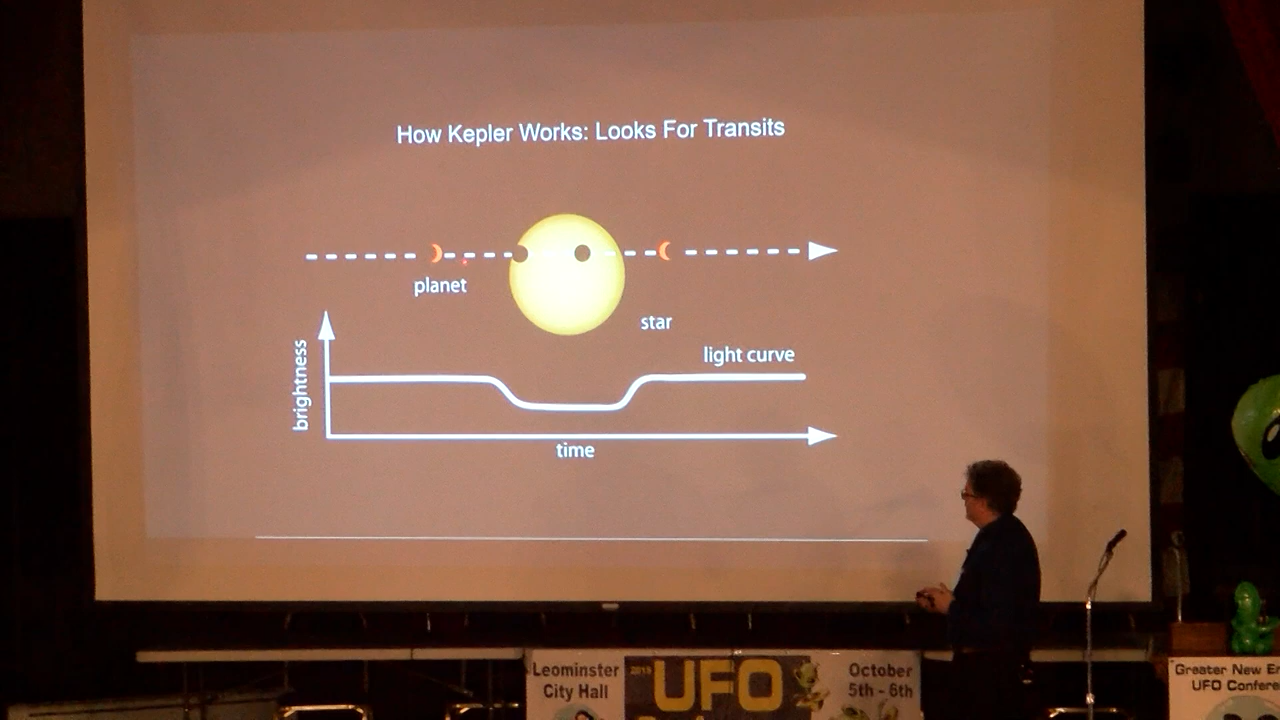 How Kepler Works: Looks For Transits
planet
star
light curve
brightness
time
Leominster
City Hall
UFO
October
5th - 6th
Greater New En
UFO Confere